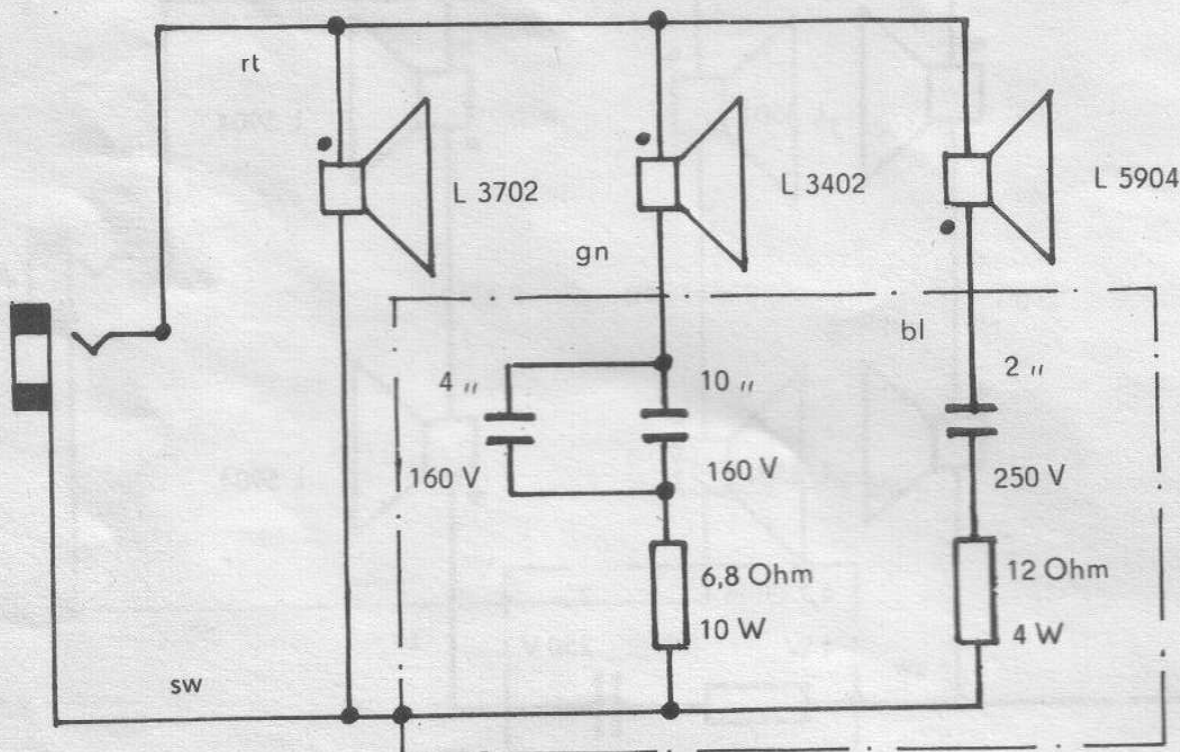 rt
L 3702
L 3402
L 5904
gn
bl
4 „
10 „
2 „
160 V
160 V
250 V
6,8 Ohm
10 W
12 Ohm
4 W
sw